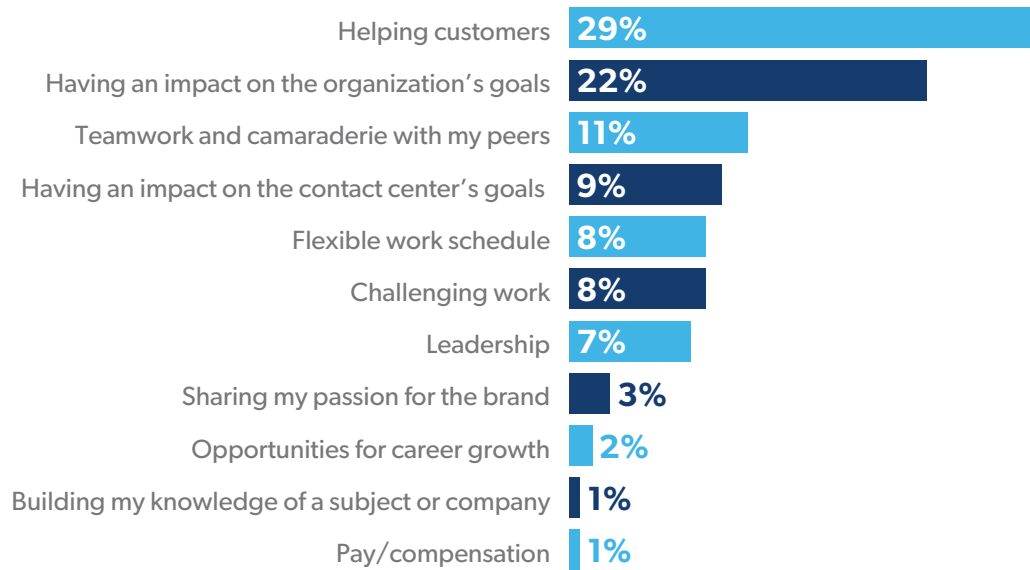 Helping customers 29%
Having an impact on the organization’s goals 22%
Teamwork and camaraderie with my peers 11%
Having an impact on the contact center’s goals 9%
Flexible work schedule 8%
Challenging work 8%
Leadership 7%
Sharing my passion for the brand 3%
Opportunities for career growth 2%
Building my knowledge of a subject or company 1%
Pay/compensation 1%